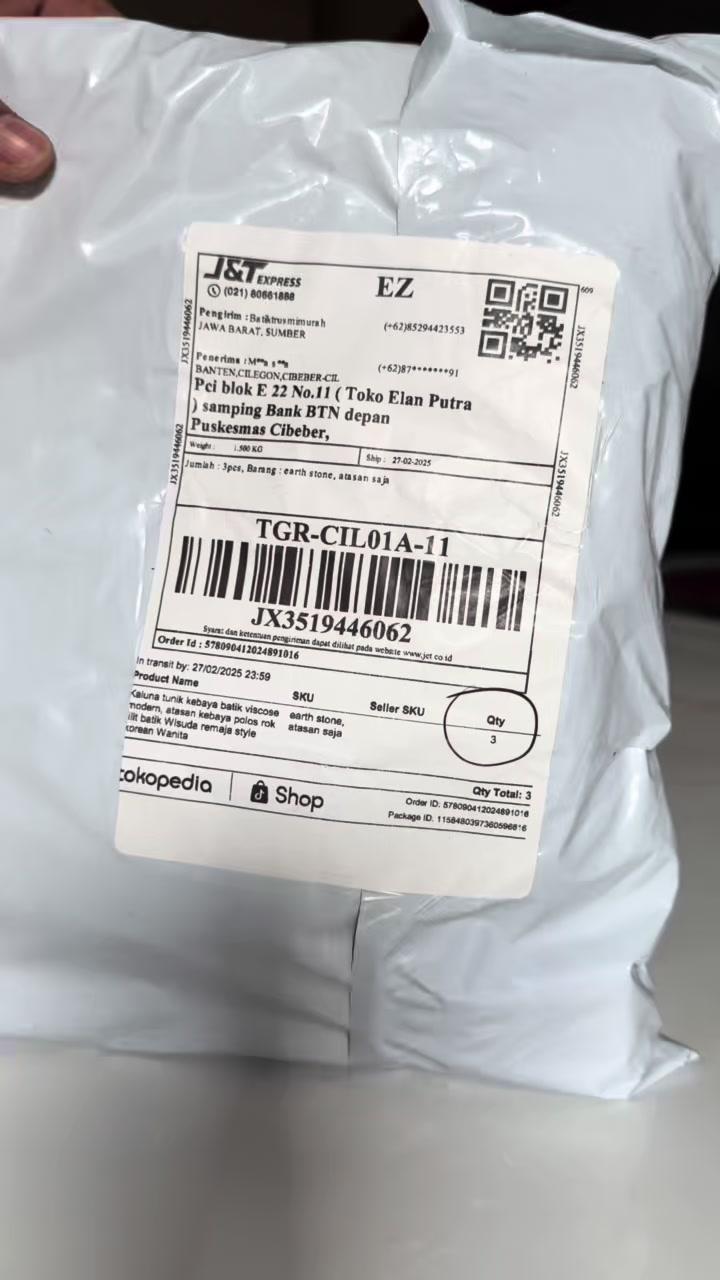 J&T EXPRESS
(021) 80661888
EZ
609
Pengirim : Batiktrusmimurah
(+62)85294423553
JAWA BARAT, SUMBER
Penerima : M**n s**n
(+62)87*******91
BANTEN,CILEGON,CIBEBER-CIL
Pci blok E 22 No.11 ( Toko Elan Putra
) samping Bank BTN depan
Puskesmas Cibeber,
Weight : 1.500 KG
Ship : 27-02-2025
Jumlah : 3pcs, Barang : earth stone, atasan saja
JX3519446062
JX3519446062
JX3519446062
JX3519446062
TGR-CIL01A-11
JX3519446062
Syarat dan ketentuan pengiriman dapat dilihat pada website www.jet.co.id
Order Id : 578090412024891016
In transit by: 27/02/2025 23:59
Product Name SKU Seller SKU Qty
Kaluna tunik kebaya batik viscose earth stone, 3
modern, atasan kebaya polos rok atasan saja
lilit batik Wisuda remaja style
korean Wanita
Qty Total: 3
tokopedia
Shop
Order ID: 578090412024891016
Package ID: 1158480397360596816